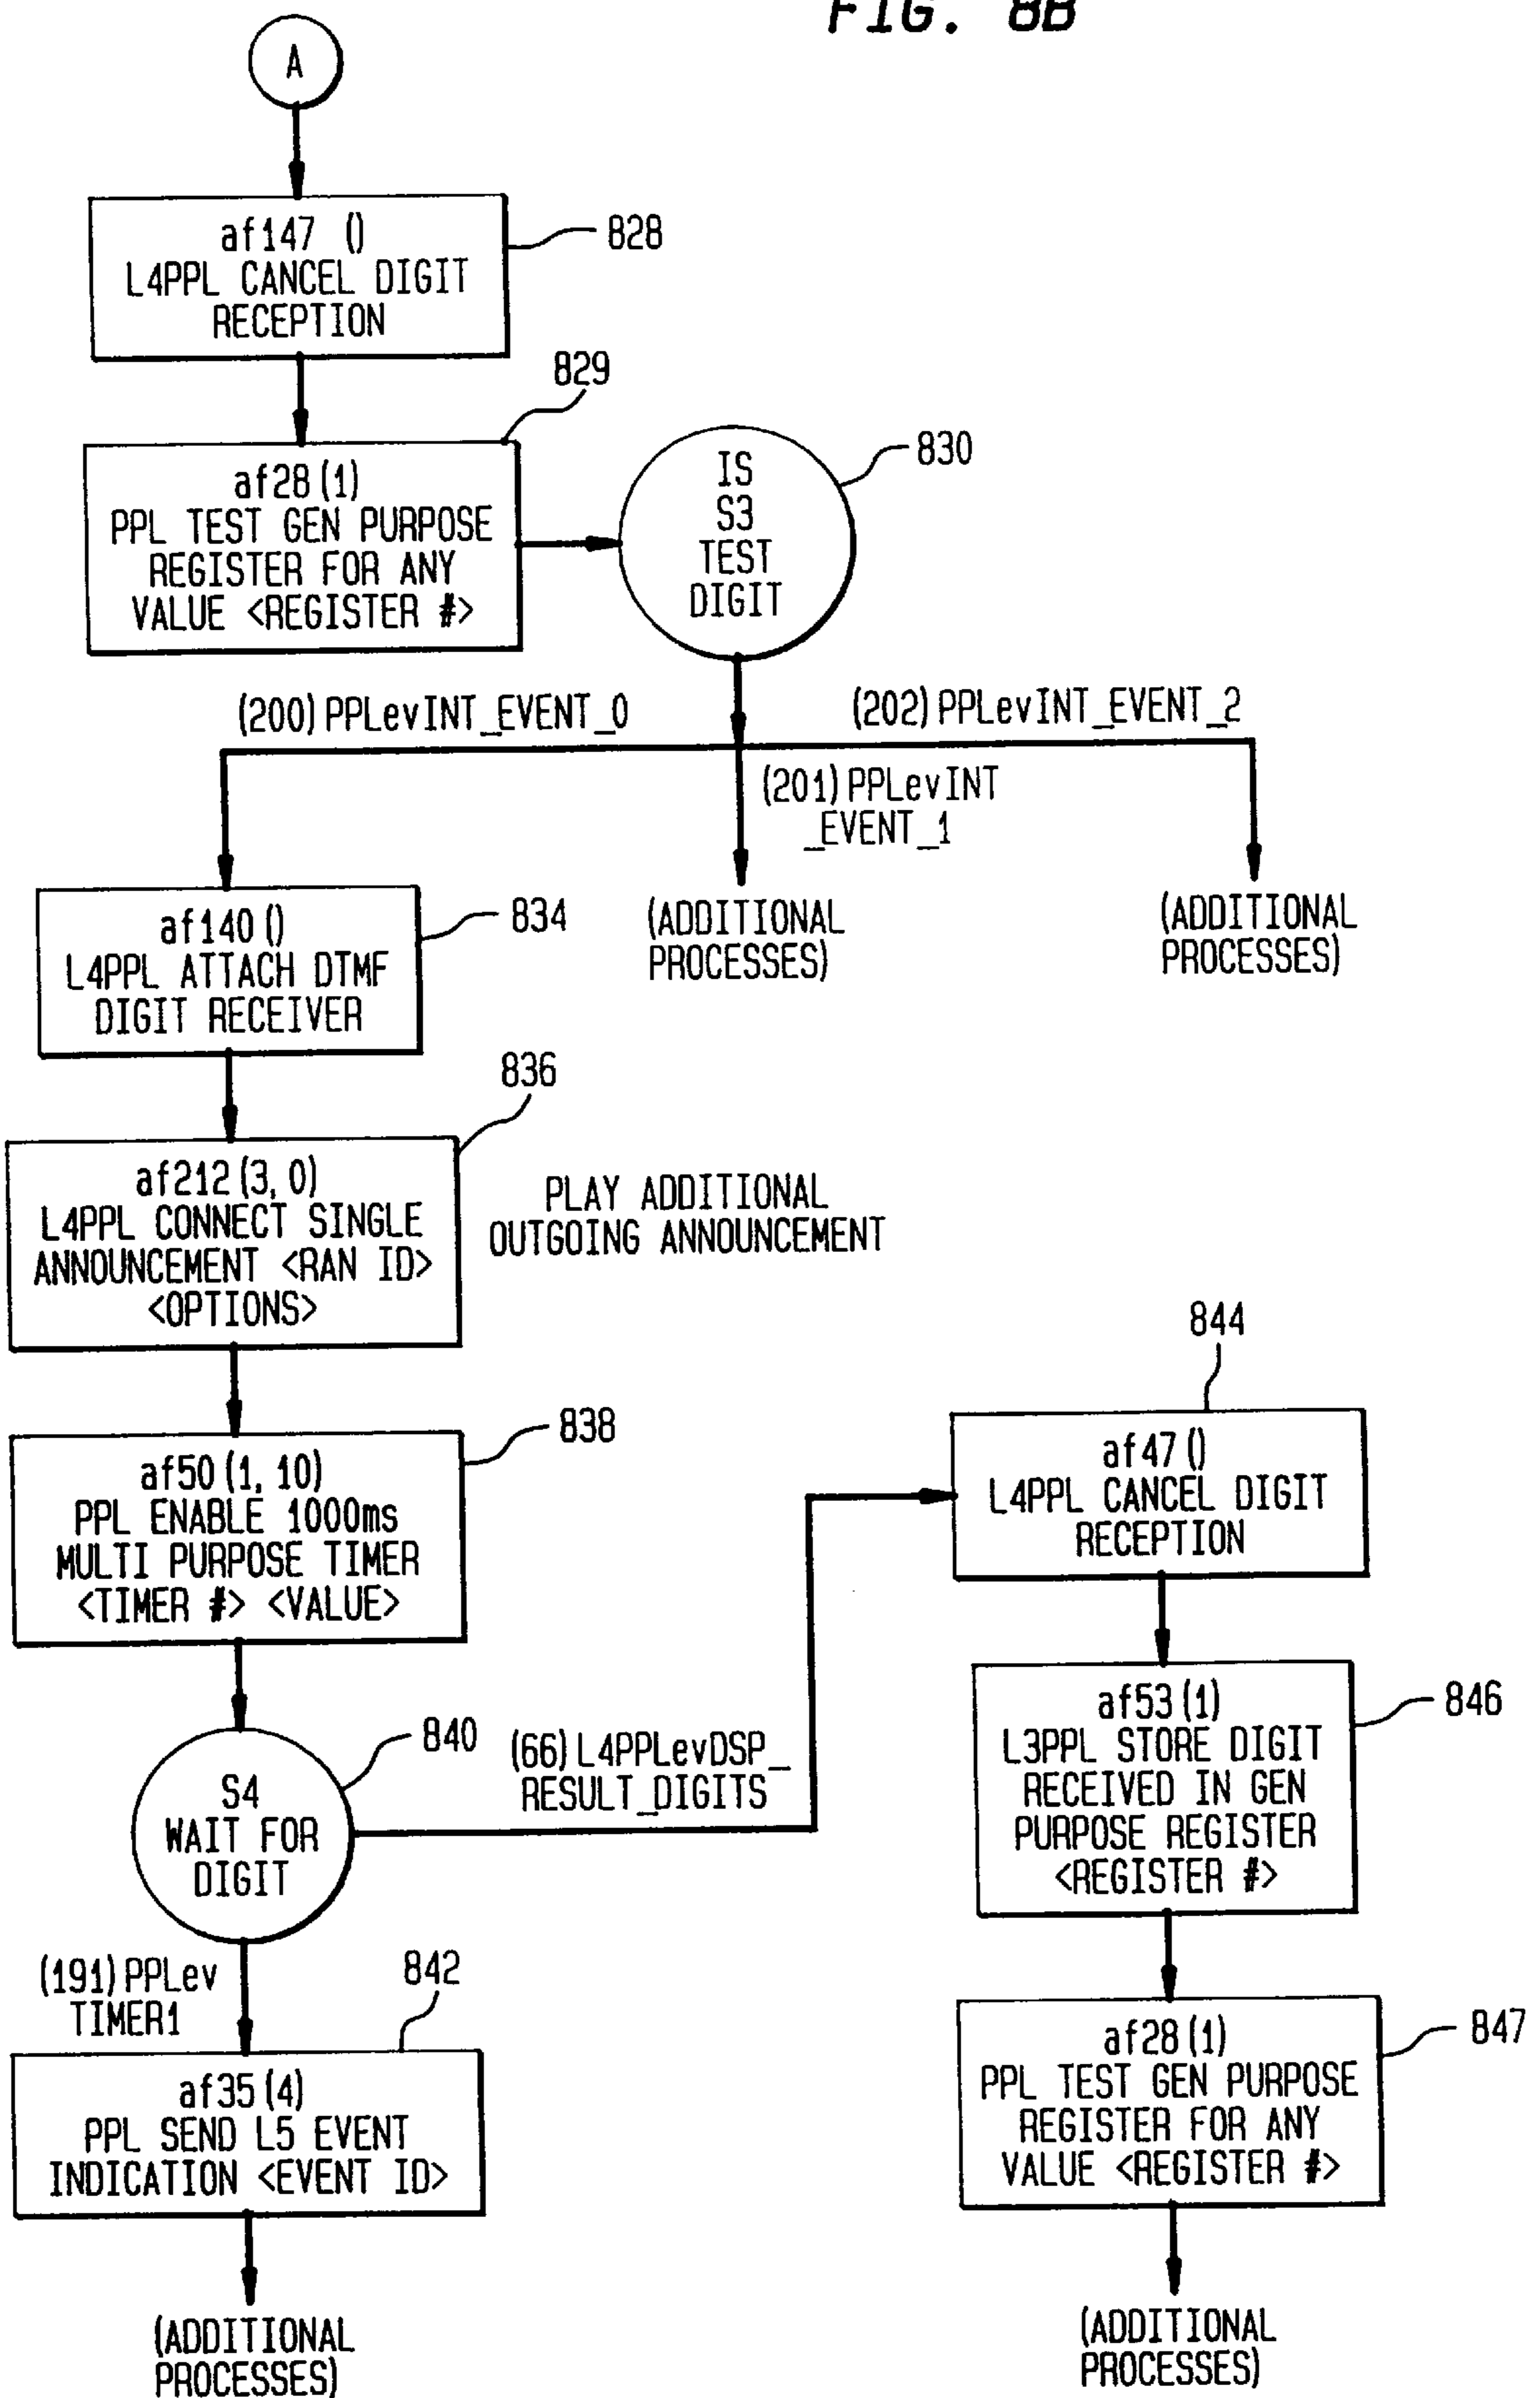 FIG. 8B
A
af147 ()
L4PPL CANCEL DIGIT
RECEPTION
828
829
af28(1)
PPL TEST GEN PURPOSE
REGISTER FOR ANY
VALUE <REGISTER #>
IS
S3
TEST
DIGIT
830
(200) PPLevINT_EVENT_0
(202) PPLevINT_EVENT_2
(201) PPLevINT
_EVENT_1
af140()
L4PPL ATTACH DTMF
DIGIT RECEIVER
834
(ADDITIONAL
PROCESSES)
(ADDITIONAL
PROCESSES)
836
af212(3, 0)
L4PPL CONNECT SINGLE
ANNOUNCEMENT <RAN ID>
<OPTIONS>
PLAY ADDITIONAL
OUTGOING ANNOUNCEMENT
838
af50(1, 10)
PPL ENABLE 1000ms
MULTI PURPOSE TIMER
<TIMER #> <VALUE>
844
af47()
L4PPL CANCEL DIGIT
RECEPTION
S4
WAIT FOR
DIGIT
840
(66) L4PPLevDSP_
RESULT_DIGITS
af53(1)
L3PPL STORE DIGIT
RECEIVED IN GEN
PURPOSE REGISTER
<REGISTER #>
846
(191) PPLev
TIMER1
842
af35(4)
PPL SEND L5 EVENT
INDICATION <EVENT ID>
af28(1)
PPL TEST GEN PURPOSE
REGISTER FOR ANY
VALUE <REGISTER #>
847
(ADDITIONAL
PROCESSES)
(ADDITIONAL
PROCESSES)